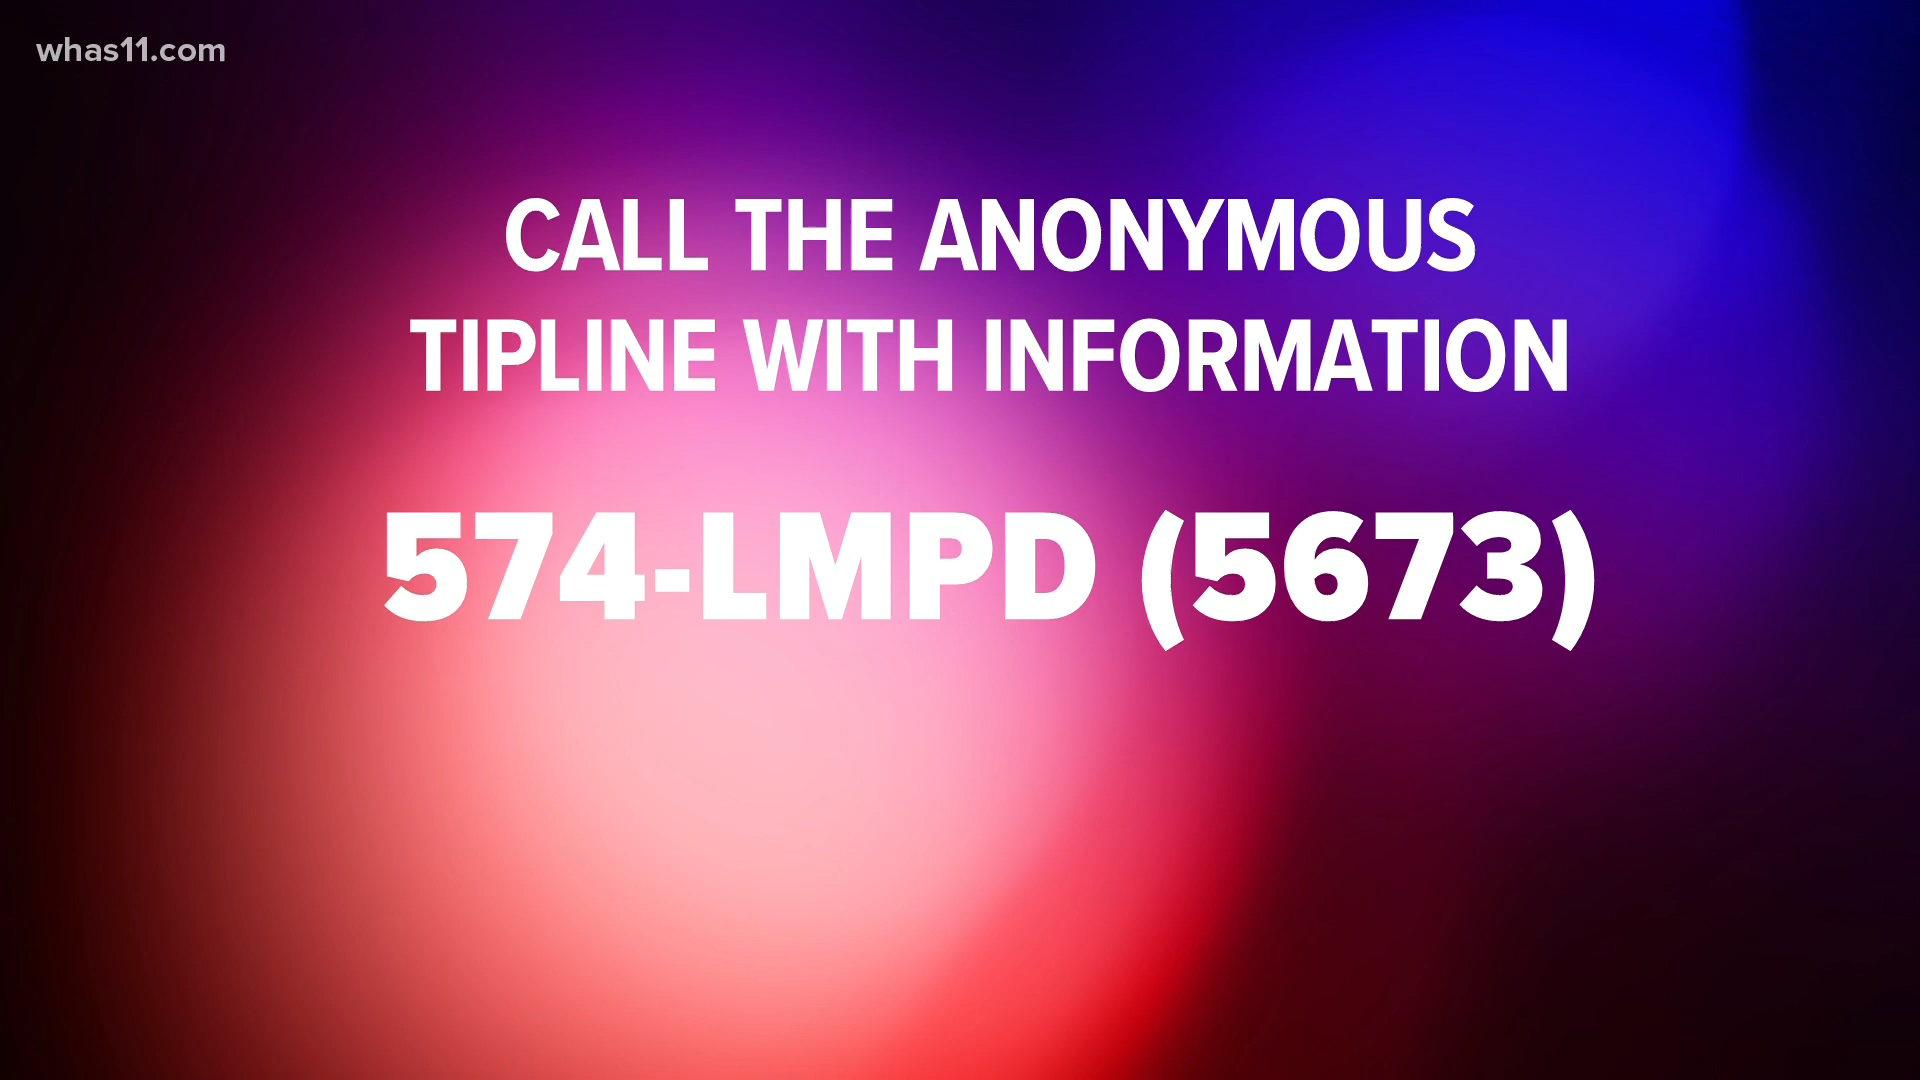 whas11.com
CALL THE ANONYMOUS
TIPLINE WITH INFORMATION
574-LMPD (5673)